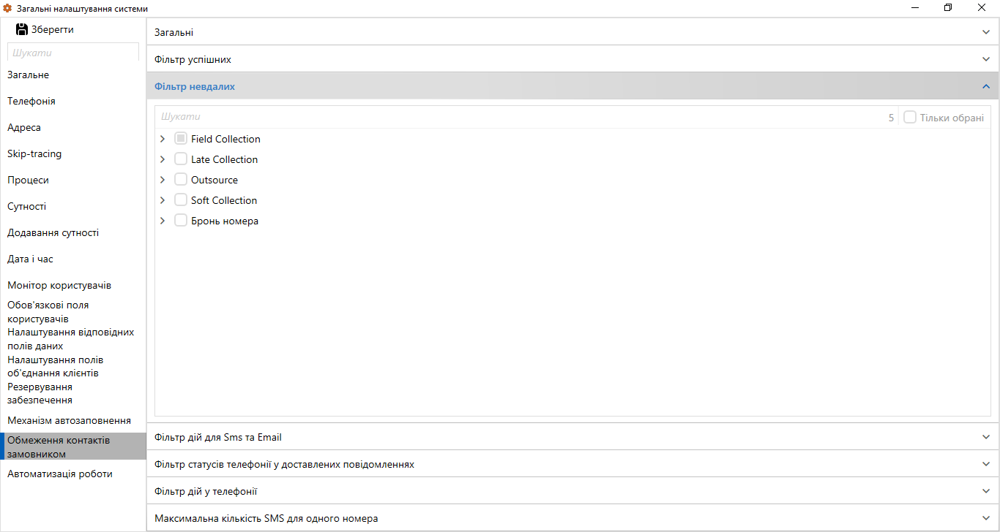 Загальні налаштування системи
Зберегти
Шукати
Загальне
Телефонія
Адреса
Skip-tracing
Процеси
Сутності
Додавання сутності
Дата і час
Монітор користувачів
Обов'язкові поля
користувачів
Налаштування відповідних
полів даних
Налаштування полів
об'єднання клієнтів
Резервування
забезпечення
Механізм автозаповнення
Обмеження контактів
замовником
Автоматизація роботи
Загальні
Фільтр успішних
Фільтр невдалих
Шукати
5 Тільки обрані
Field Collection
Late Collection
Outsource
Soft Collection
Бронь номера
Фільтр дій для Sms та Email
Фільтр статусів телефонії у доставлених повідомленнях
Фільтр дій у телефонії
Максимальна кількість SMS для одного номера